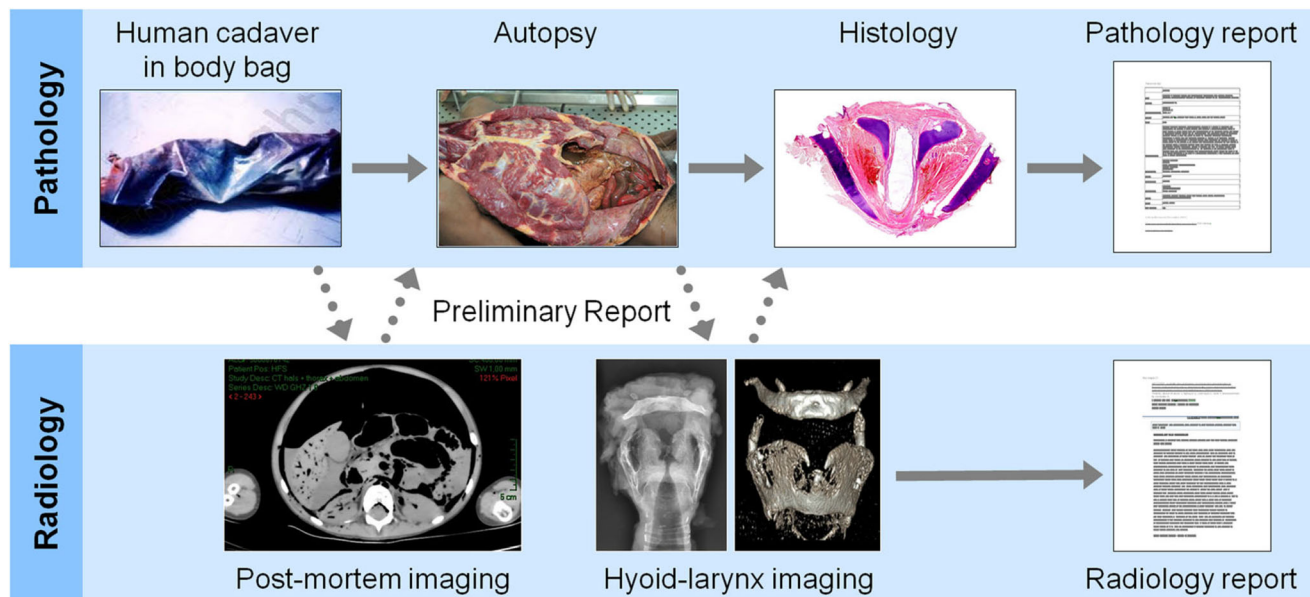 Pathology
Human cadaver
in body bag
Autopsy
Histology
Pathology report
Preliminary Report
Radiology
Patient Pos: HFS
Study Desc: CT hals + thorax + abdomen
SW 1,00 mm
121% Pixel
< 2 - 243 >
5 cm
Post-mortem imaging
Hyoid-larynx imaging
Radiology report